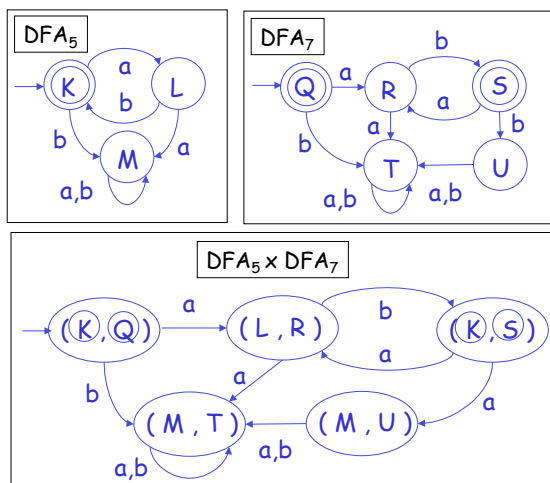 DFA5
a
K
L
b
b
a
M
a,b
DFA7
b
Q
a
R
S
a
a
b
b
T
U
a,b
a,b
DFA5 x DFA7
a
b
(K,Q)
(L,R)
(K,S)
a
a
b
a
(M,T)
(M,U)
a,b
a,b